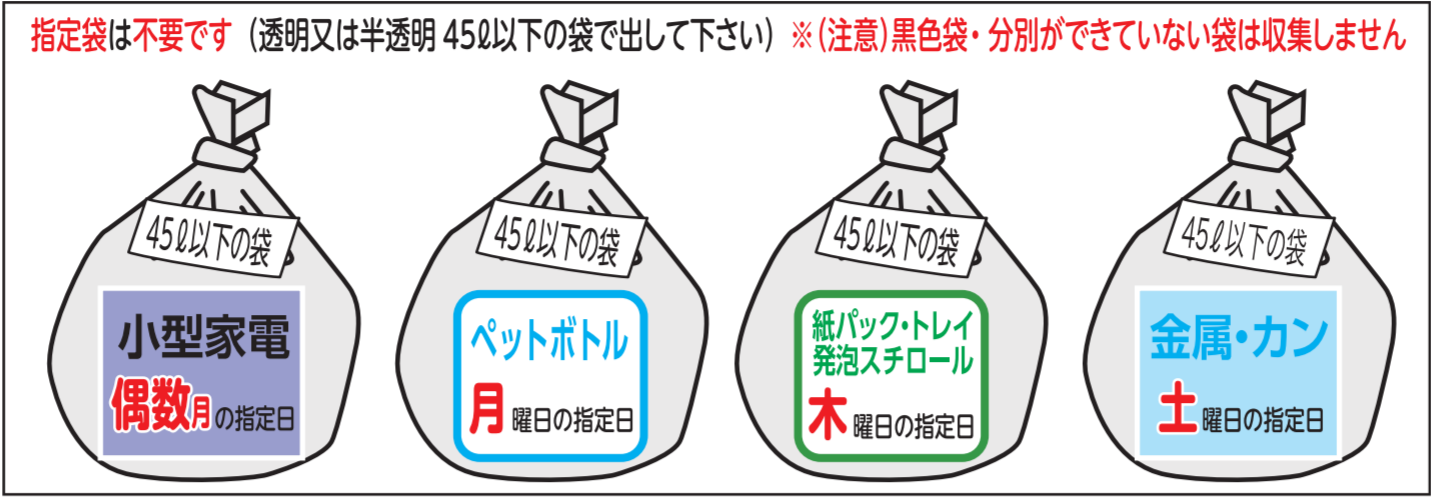 指定袋は不要です（透明又は半透明 45ℓ以下の袋で出して下さい）※（注意）黒色袋・分別ができていない袋は収集しません
45ℓ以下の袋
小型家電
偶数月の指定日
45ℓ以下の袋
ペットボトル
月曜日の指定日
45ℓ以下の袋
紙パック・トレイ
発泡スチロール
木曜日の指定日
45ℓ以下の袋
金属・カン
土曜日の指定日